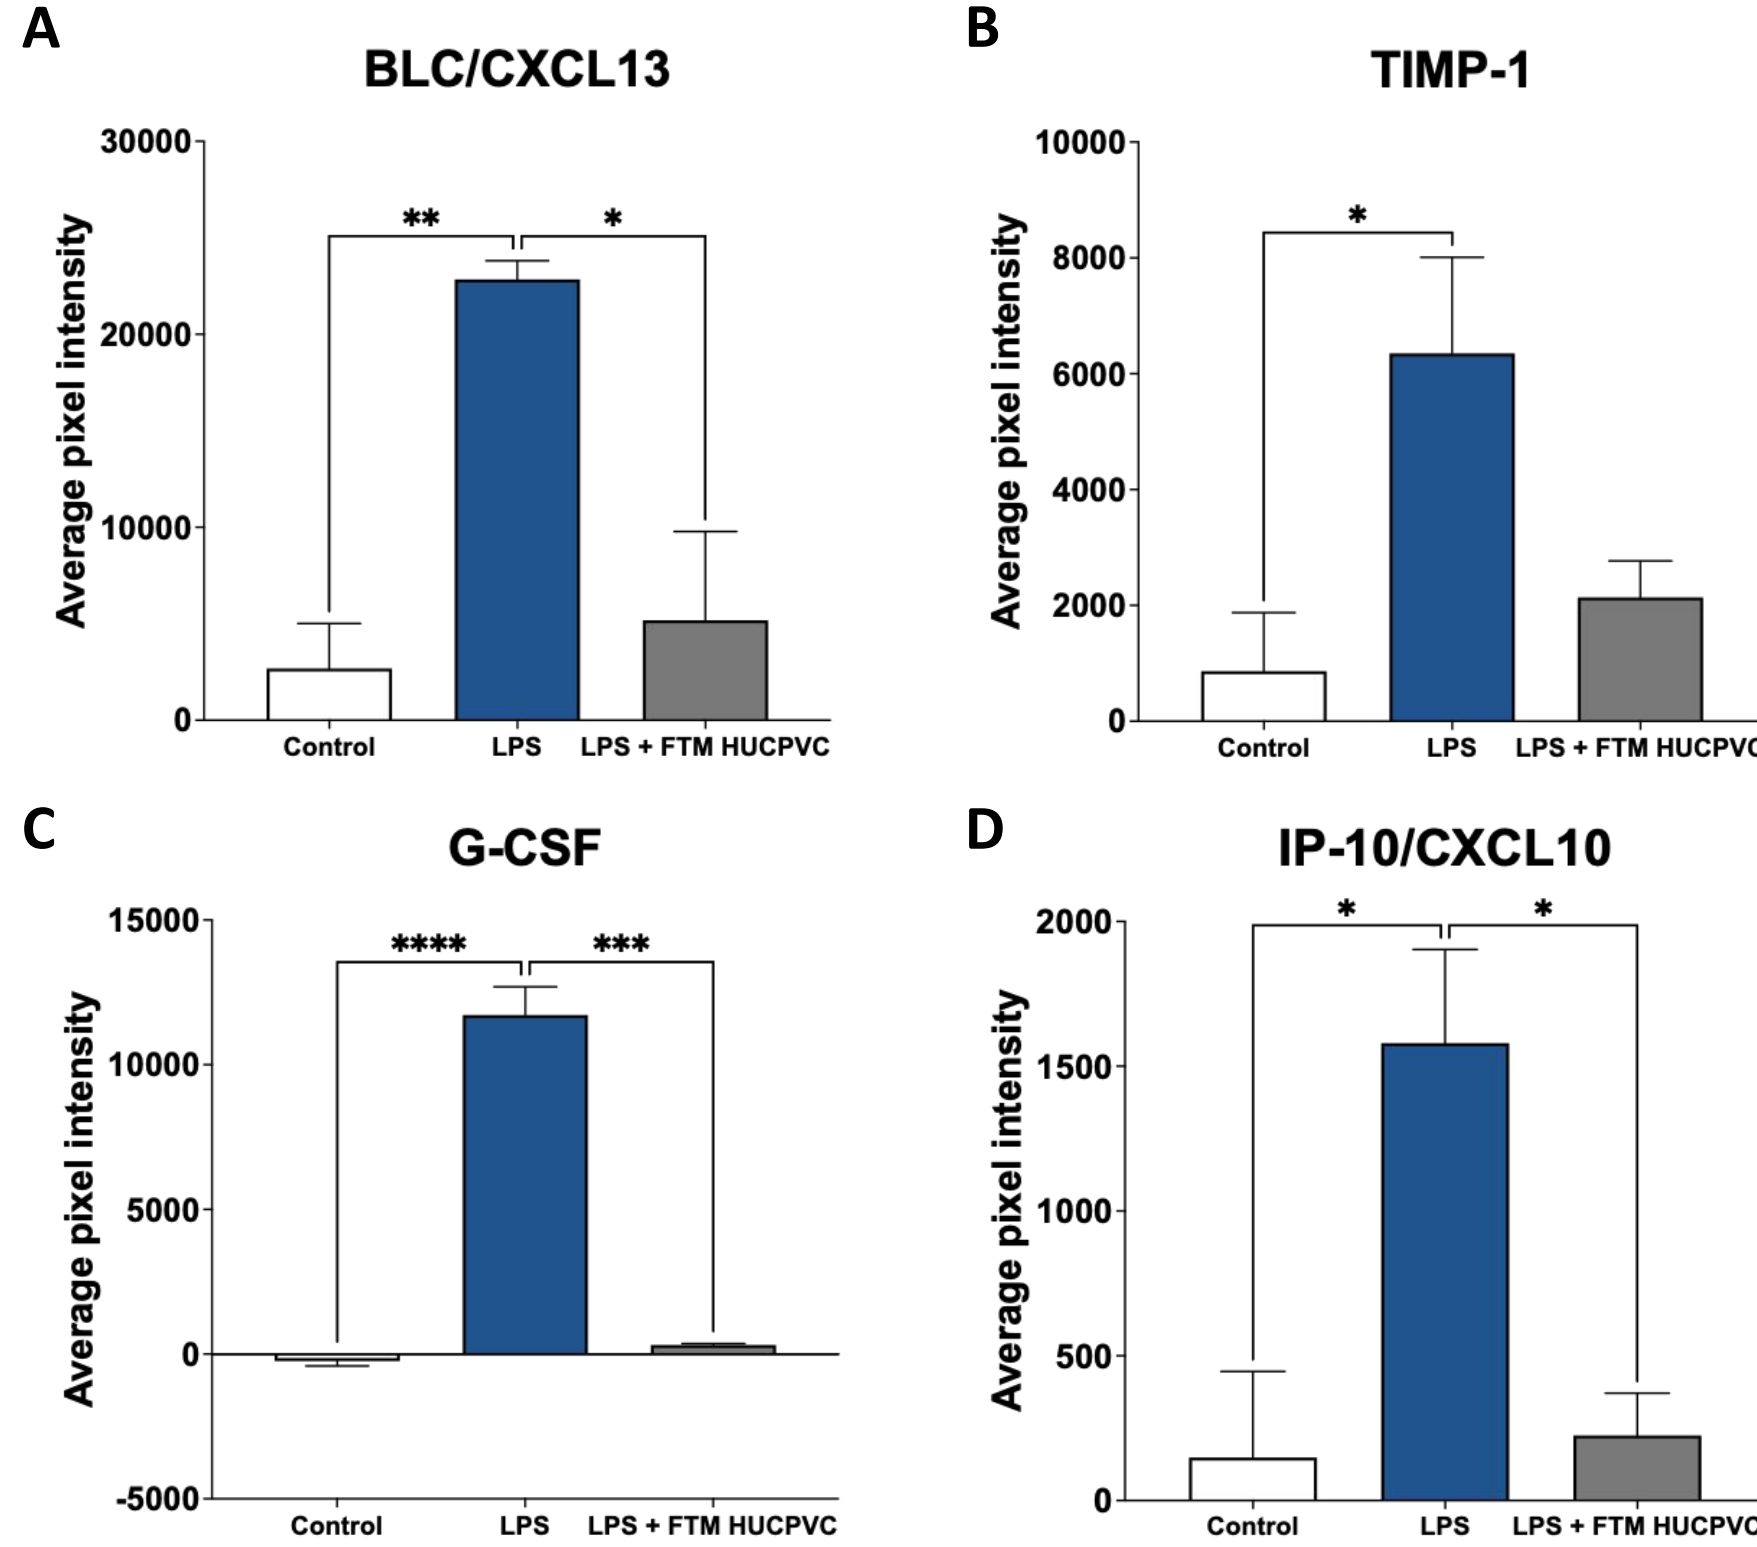 A
BLC/CXCL13
Average pixel intensity
30000
20000
10000
0
** *
Control LPS LPS + FTM HUCPVC
B
TIMP-1
Average pixel intensity
10000
8000
6000
4000
2000
0
*
Control LPS LPS + FTM HUCPVC
C
G-CSF
Average pixel intensity
15000
10000
5000
0
-5000
**** ***
Control LPS LPS + FTM HUCPVC
D
IP-10/CXCL10
Average pixel intensity
2000
1500
1000
500
0
* *
Control LPS LPS + FTM HUCPVC